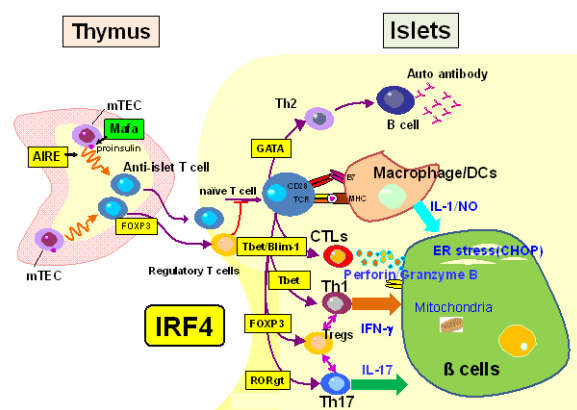 Thymus
Islets
mTEC
Mafa
proinsulin
AIRE
Anti-islet T cell
FOXP3
mTEC
naïve T cell
Regulatory T cells
IRF4
Th2
B cell
Auto antibody
GATA
CD28
TCR
B7
MHC
Macrophage/DCs
IL-1/NO
Tbet/Blim-1
CTLs
Perforin/Granzyme B
ER stress(CHOP)
Tbet
Th1
IFN-γ
Mitochondria
FOXP3
Tregs
RORgt
Th17
IL-17
ß cells